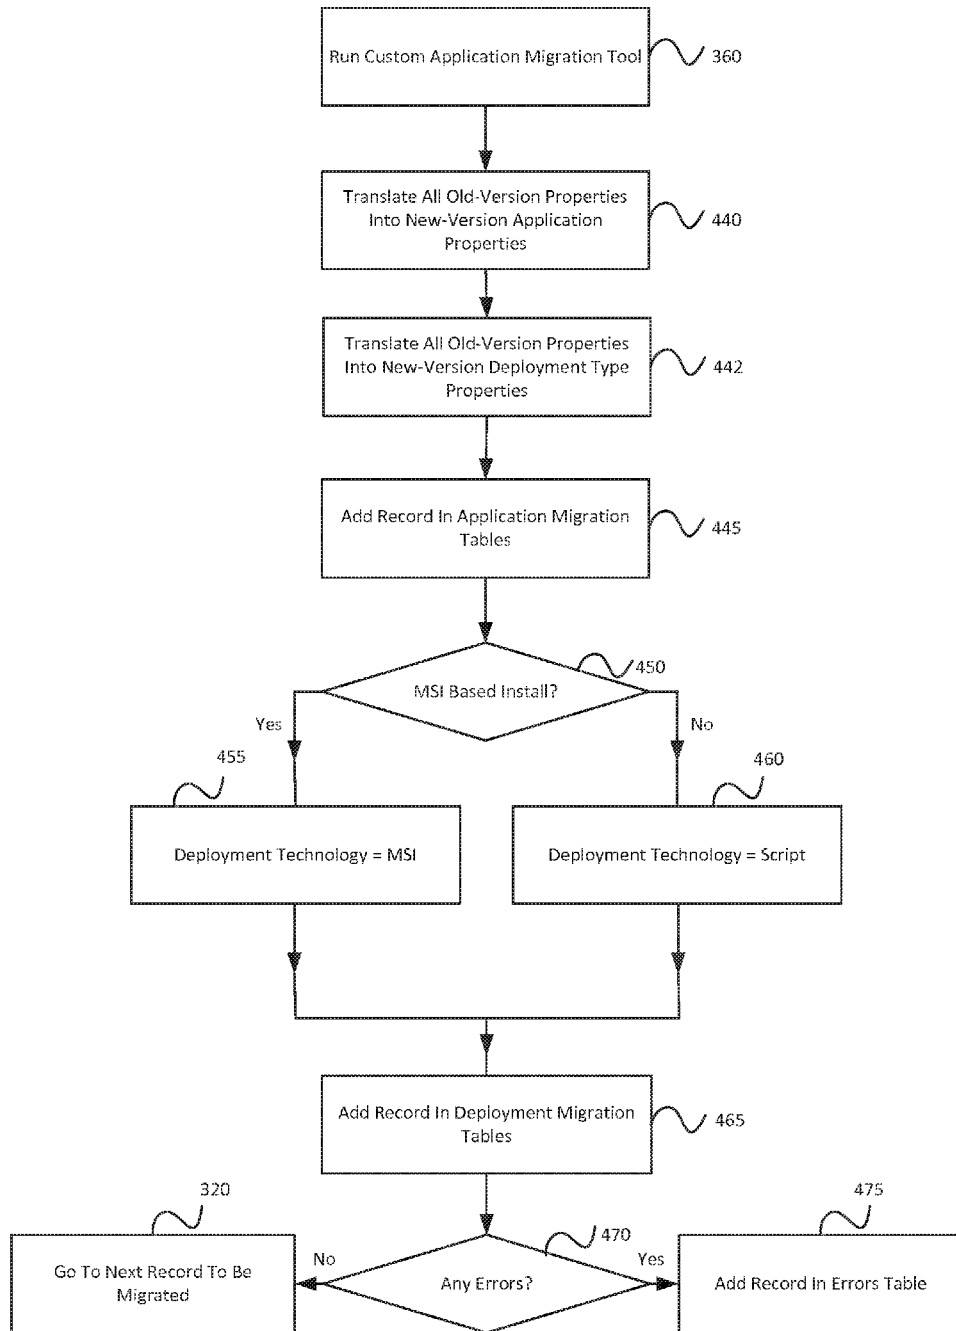 Run Custom Application Migration Tool
360
Translate All Old-Version Properties
Into New-Version Application
Properties
440
Translate All Old-Version Properties
Into New-Version Deployment Type
Properties
442
Add Record In Application Migration
Tables
445
450
MSI Based Install?
Yes
No
455
460
Deployment Technology = MSI
Deployment Technology = Script
Add Record In Deployment Migration
Tables
465
320
470
475
No
Yes
Go To Next Record To Be
Migrated
Any Errors?
Add Record In Errors Table